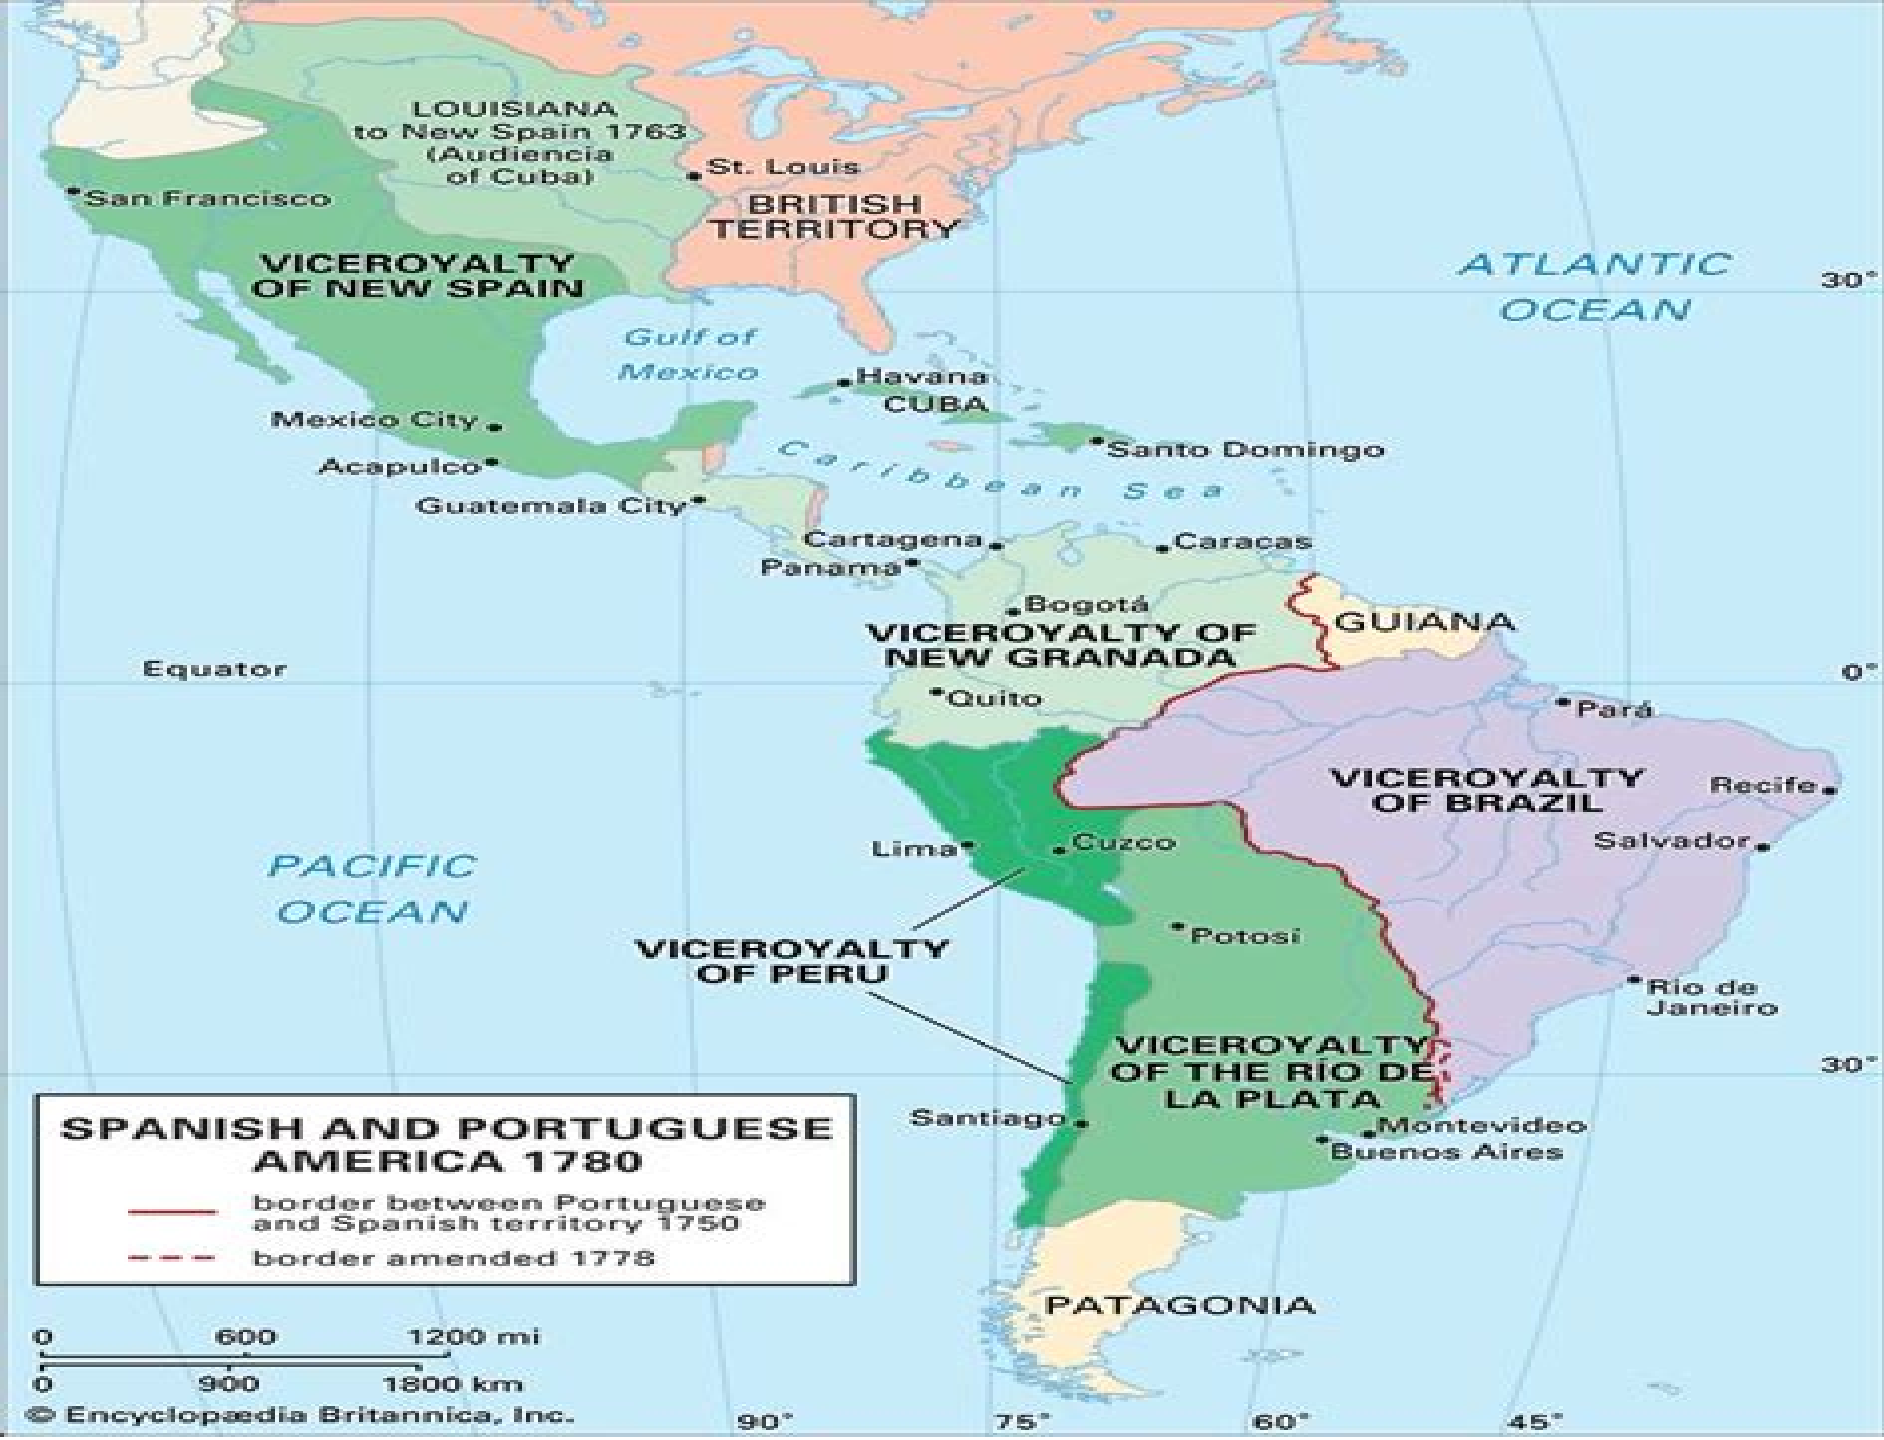 LOUISIANA
to New Spain 1763
(Audiencia
of Cuba)
St. Louis
BRITISH
TERRITORY
San Francisco
VICEROYALTY
OF NEW SPAIN
ATLANTIC
OCEAN
30°
Gulf of
Mexico
Havana
CUBA
Mexico City
Acapulco
Santo Domingo
Caribbean Sea
Guatemala City
Cartagena
Caracas
Panamá
Bogotá
GUIANA
VICEROYALTY OF
NEW GRANADA
Equator
0°
Quito
Pará
VICEROYALTY
OF BRAZIL
Recife
Lima
Cuzco
Salvador
PACIFIC
OCEAN
Potosí
VICEROYALTY
OF PERU
Rio de
Janeiro
VICEROYALTY
OF THE RÍO DE
LA PLATA
30°
Santiago
Montevideo
Buenos Aires
SPANISH AND PORTUGUESE
AMERICA 1780
border between Portuguese
and Spanish territory 1750
border amended 1778
PATAGONIA
0 600 1200 mi
0 900 1800 km
© Encyclopædia Britannica, Inc.
90° 75° 60° 45°